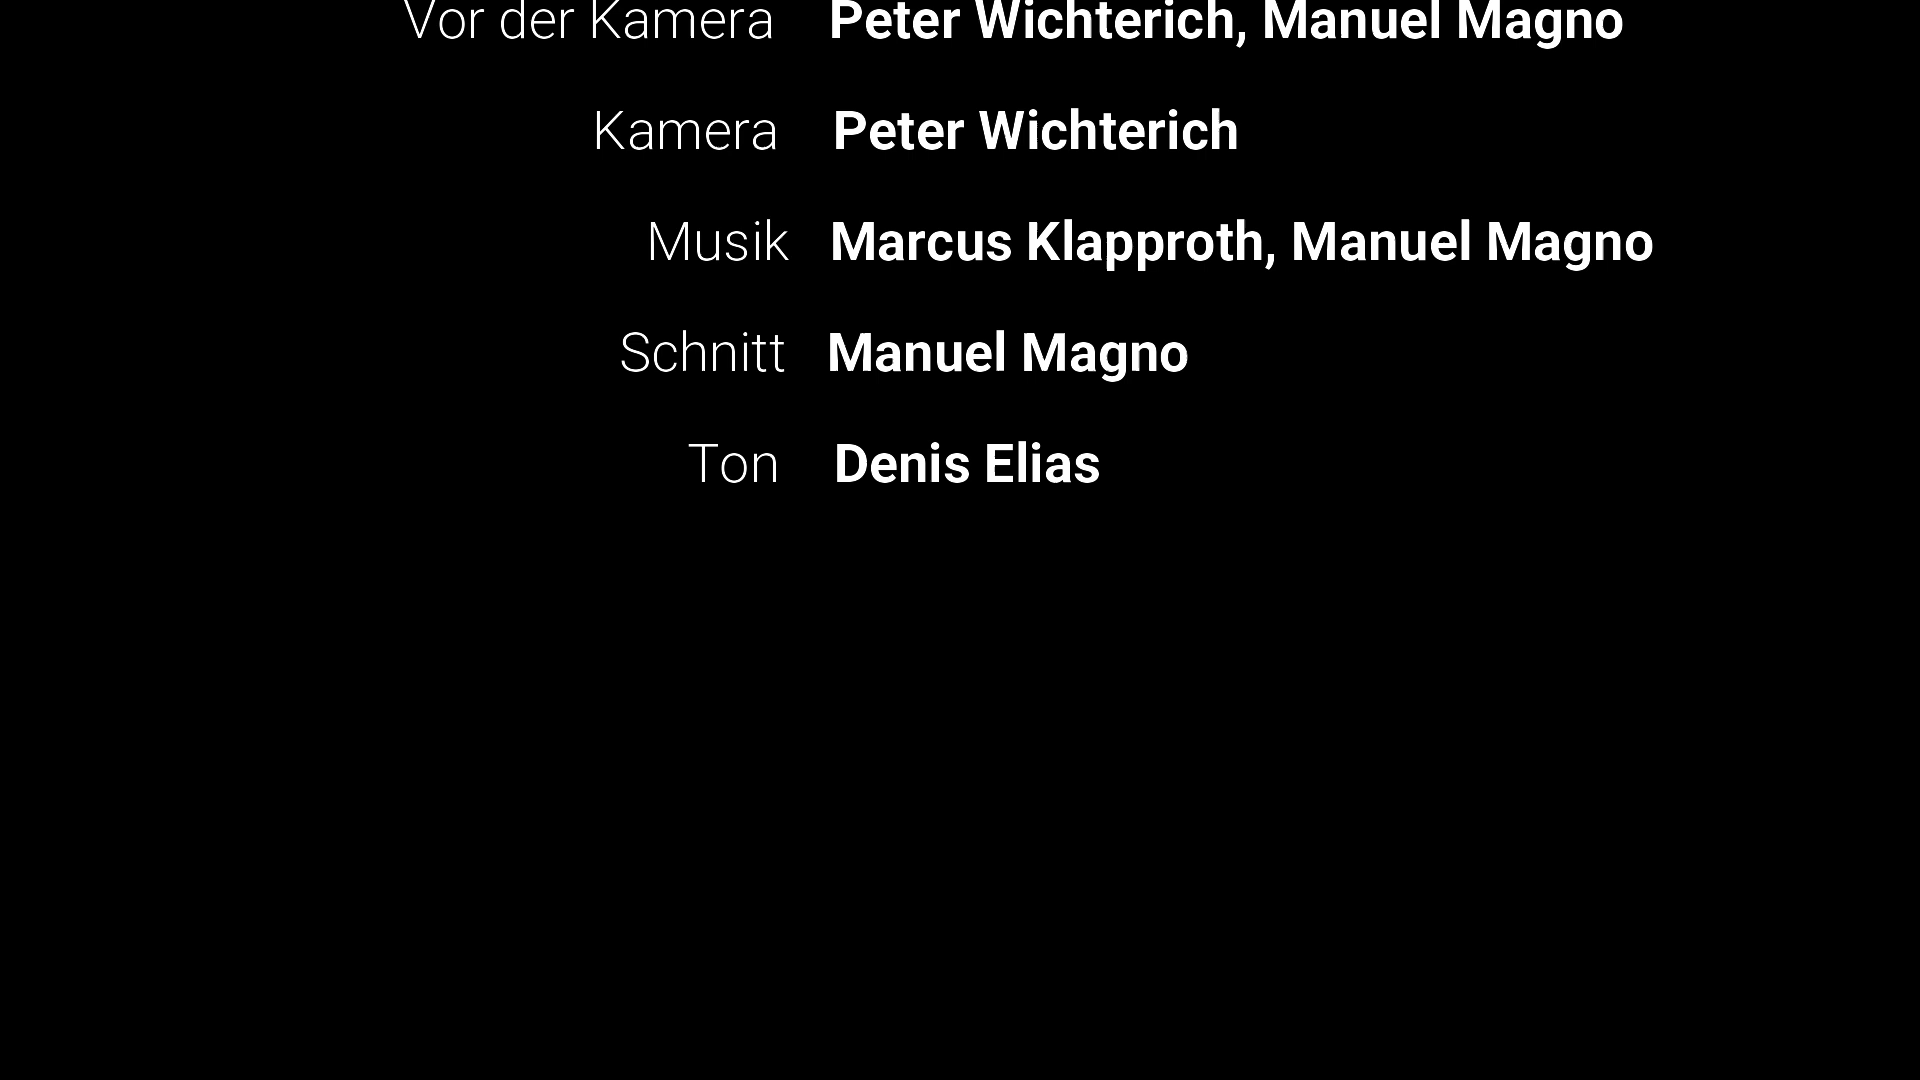 Vor der Kamera Peter Wichterich, Manuel Magno
Kamera Peter Wichterich
Musik Marcus Klapproth, Manuel Magno
Schnitt Manuel Magno
Ton Denis Elias